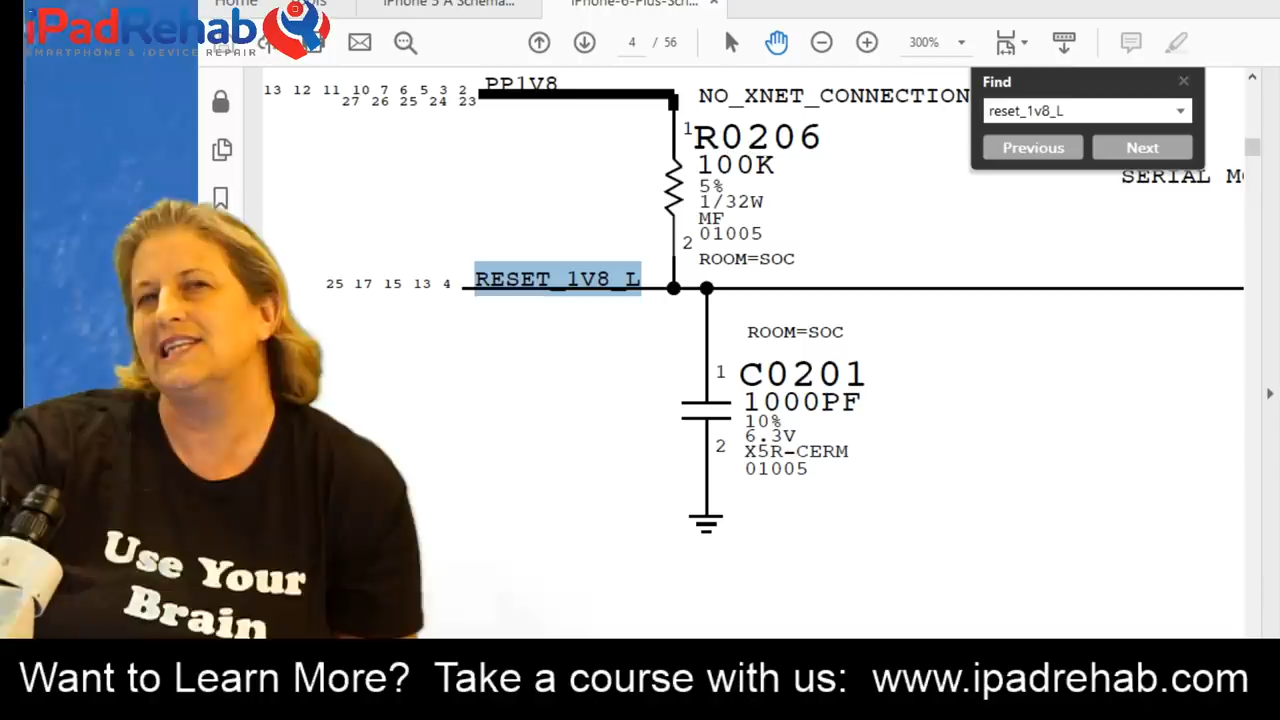 Home Tools iPhone 5 A Schema... iPhone-6-Plus-Sch... ×
iPadRehab
SMARTPHONE & iDEVICE REPAIR
4 / 56
300%
Find ×
reset_1v8_L
Previous Next
13 12 11 10 7 6 5 3 2
27 26 25 24 23
PP1V8
NO_XNET_CONNECTION
1
R0206
100K
5%
1/32W
MF
01005
2
ROOM=SOC
SERIAL M
25 17 15 13 4 RESET_1V8_L
ROOM=SOC
1
C0201
1000PF
10%
6.3V
X5R-CERM
01005
2
Use Your
Brain
Want to Learn More? Take a course with us: www.ipadrehab.com